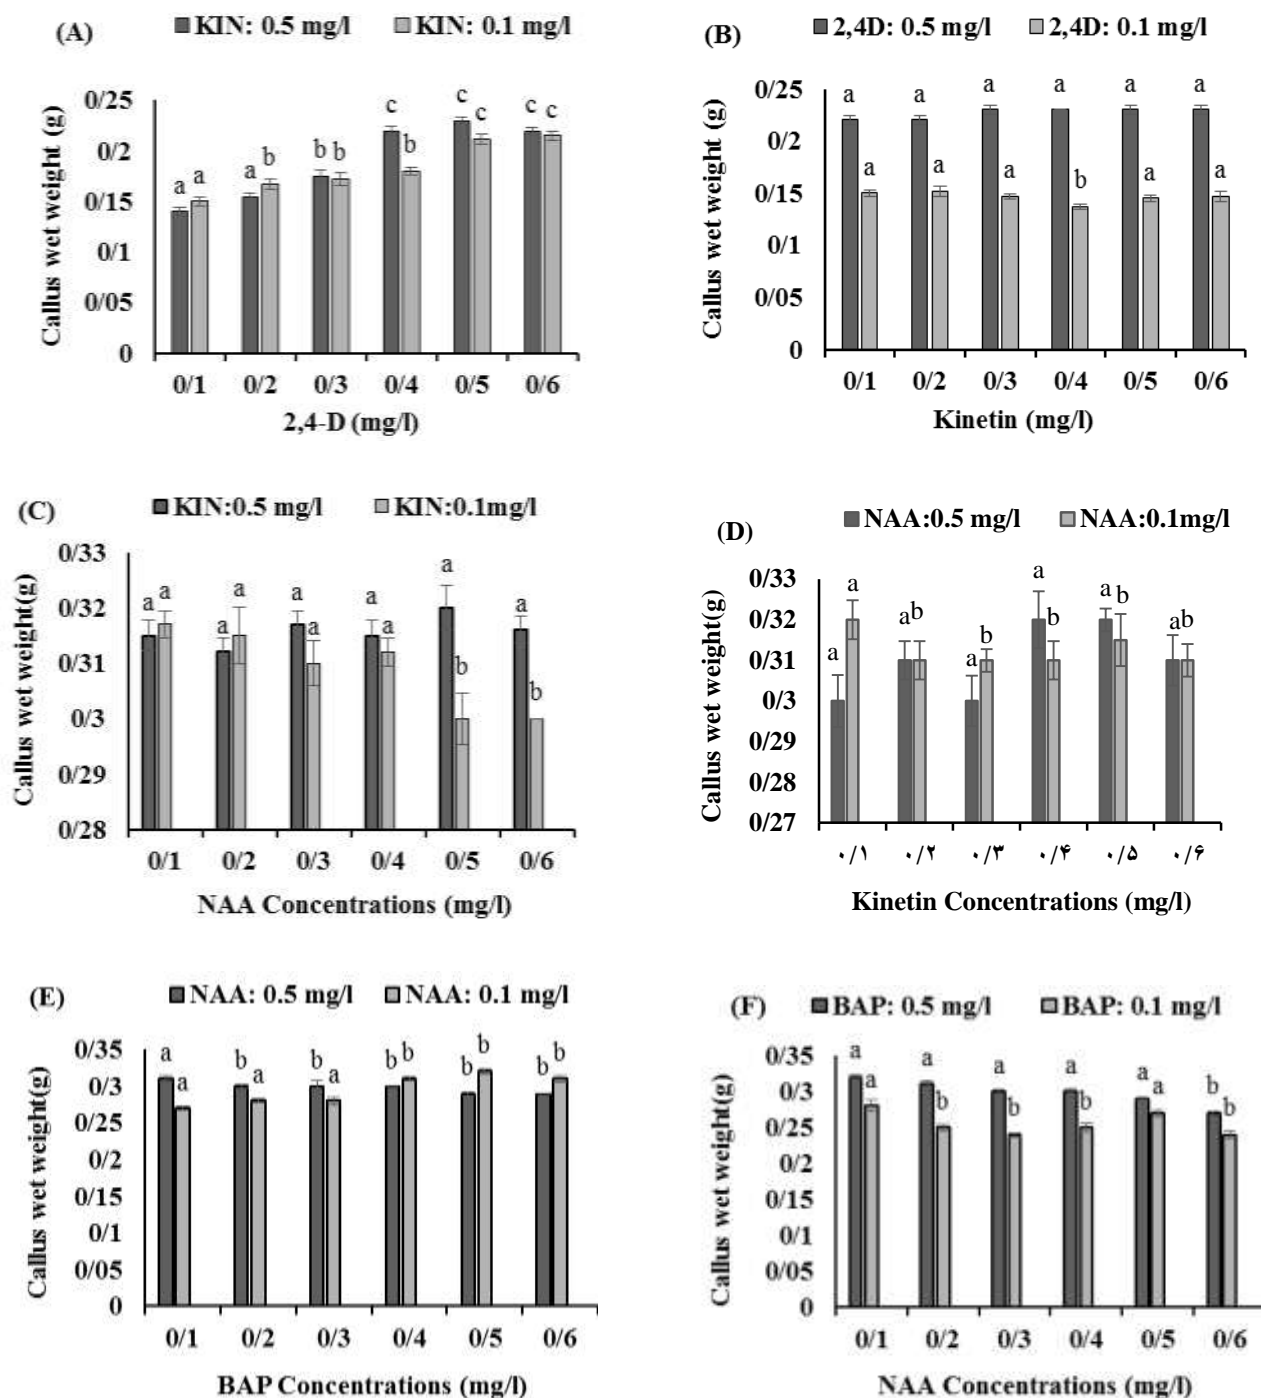 (A)
KIN: 0.5 mg/l KIN: 0.1 mg/l
Callus wet weight (g)
0/25
0/2
0/15
0/1
0/05
0
a a a b b b c b c c c c
0/1 0/2 0/3 0/4 0/5 0/6
2,4-D (mg/l)
(B)
2,4D: 0.5 mg/l 2,4D: 0.1 mg/l
Callus wet weight (g)
0/25
0/2
0/15
0/1
0/05
0
a a a a a a
a a a b a a
0/1 0/2 0/3 0/4 0/5 0/6
Kinetin (mg/l)
(C)
KIN:0.5 mg/l KIN:0.1mg/l
Callus wet weight(g)
0/33
0/32
0/31
0/3
0/29
0/28
a a a a a a a a a b a b
0/1 0/2 0/3 0/4 0/5 0/6
NAA Concentrations (mg/l)
(D)
NAA:0.5 mg/l NAA:0.1mg/l
Callus wet weight(g)
0/33
0/32
0/31
0/3
0/29
0/28
0/27
a a a b a b a b a b a b
۰/۱ ۰/۲ ۰/۳ ۰/۴ ۰/۵ ۰/۶
Kinetin Concentrations (mg/l)
(E)
NAA: 0.5 mg/l NAA: 0.1 mg/l
Callus wet weight(g)
0/35
0/3
0/25
0/2
0/15
0/1
0/05
0
a a b a b a b b b b b b
0/1 0/2 0/3 0/4 0/5 0/6
BAP Concentrations (mg/l)
(F)
BAP: 0.5 mg/l BAP: 0.1 mg/l
Callus wet weight(g)
0/35
0/3
0/25
0/2
0/15
0/1
0/05
0
a a a b a b a b a a b b
0/1 0/2 0/3 0/4 0/5 0/6
NAA Concentrations (mg/l)